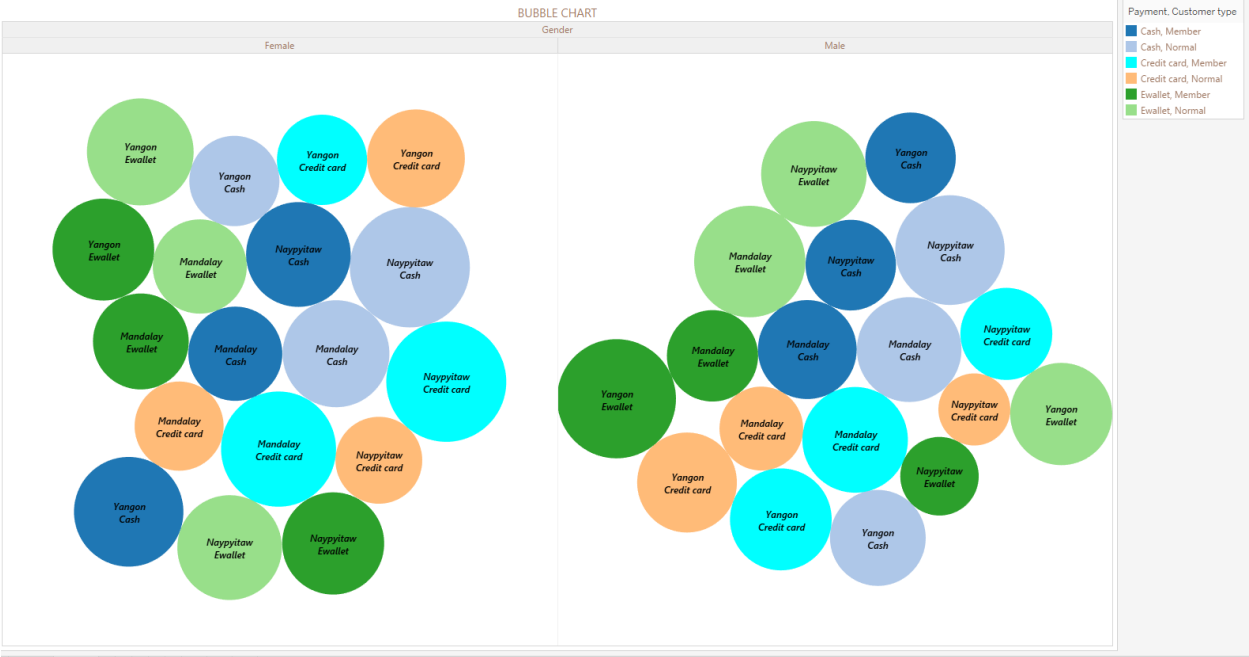 BUBBLE CHART
Gender
Female
Male
Yangon
Ewallet
Yangon
Cash
Yangon
Credit card
Yangon
Credit card
Yangon
Ewallet
Mandalay
Ewallet
Naypyitaw
Cash
Naypyitaw
Cash
Mandalay
Ewallet
Mandalay
Cash
Mandalay
Cash
Naypyitaw
Credit card
Mandalay
Credit card
Mandalay
Credit card
Naypyitaw
Credit card
Yangon
Cash
Naypyitaw
Ewallet
Naypyitaw
Ewallet
Naypyitaw
Ewallet
Yangon
Cash
Mandalay
Ewallet
Naypyitaw
Cash
Naypyitaw
Cash
Mandalay
Ewallet
Mandalay
Cash
Mandalay
Cash
Naypyitaw
Credit card
Yangon
Ewallet
Mandalay
Credit card
Mandalay
Credit card
Naypyitaw
Credit card
Yangon
Ewallet
Yangon
Credit card
Yangon
Credit card
Yangon
Cash
Naypyitaw
Ewallet
Payment, Customer type
Cash, Member
Cash, Normal
Credit card, Member
Credit card, Normal
Ewallet, Member
Ewallet, Normal